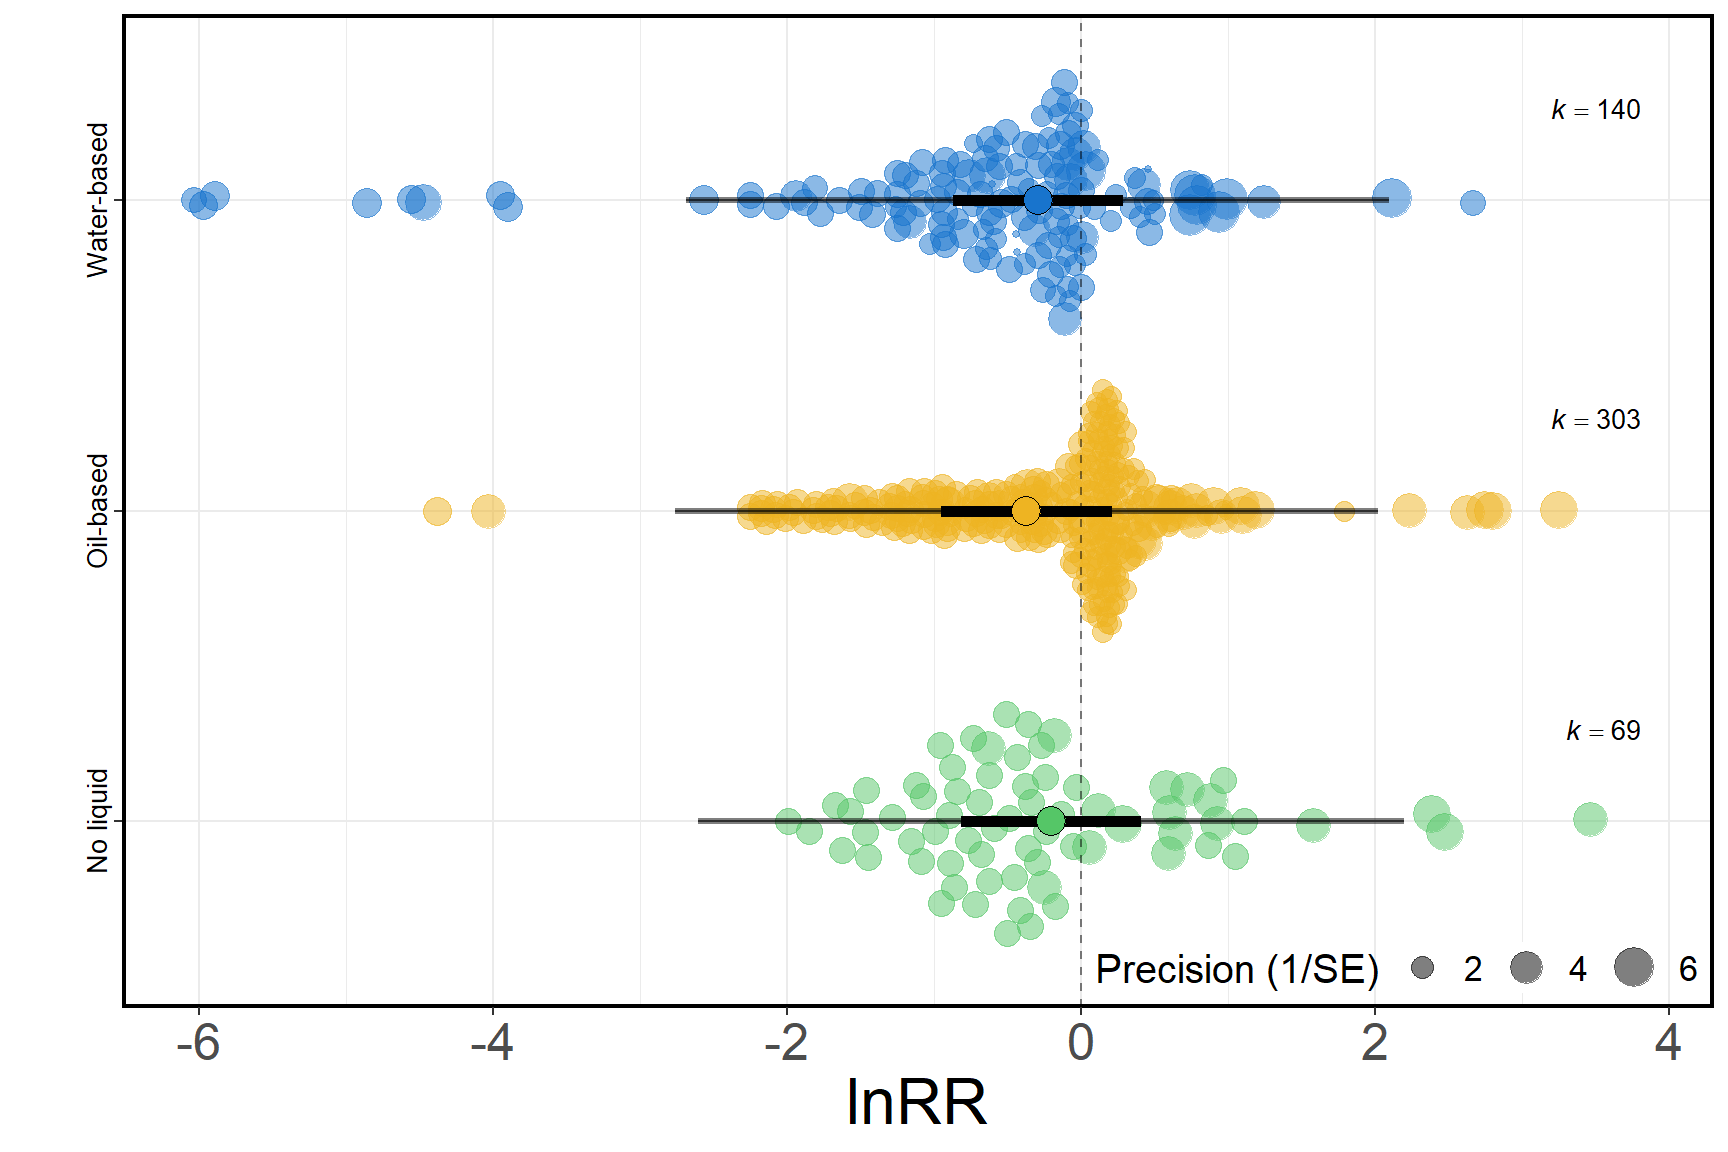 Water-based
k = 140
Oil-based
k = 303
No liquid
k = 69
Precision (1/SE) 2 4 6
-6 -4 -2 0 2 4
lnRR